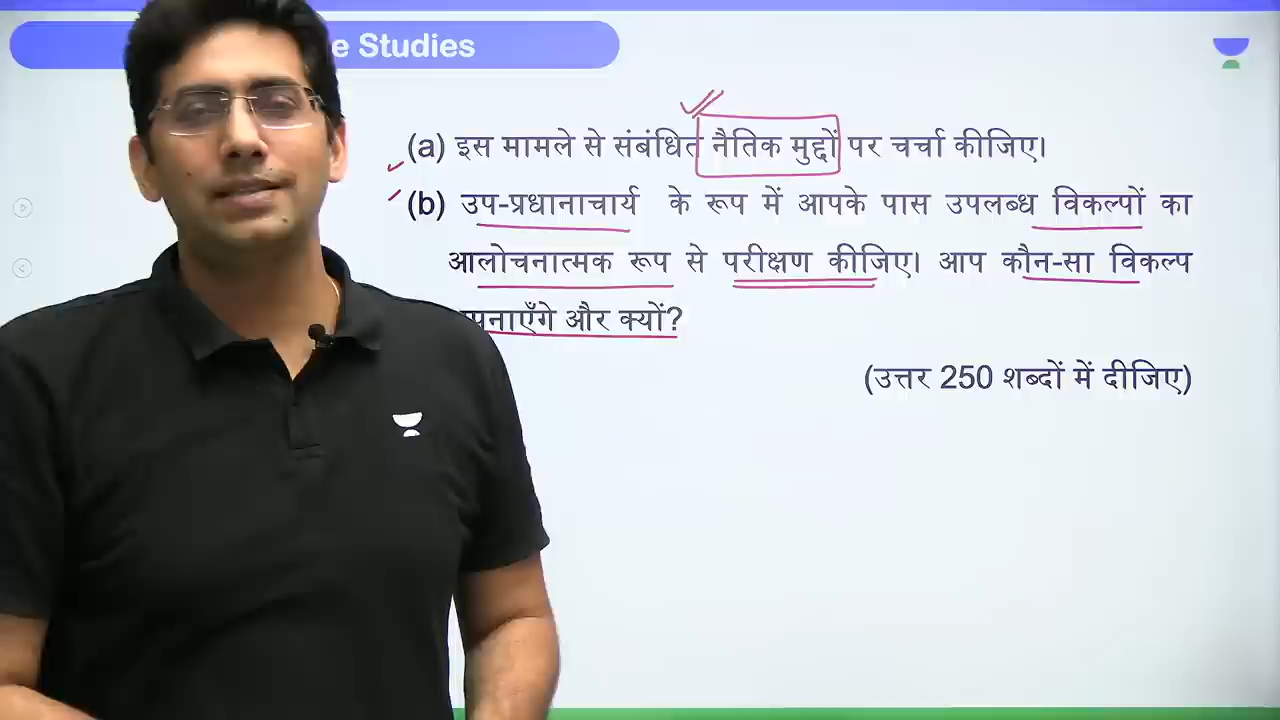 e Studies
(a) इस मामले से संबंधित नैतिक मुद्दों पर चर्चा कीजिए।
(b) उप-प्रधानाचार्य के रूप में आपके पास उपलब्ध विकल्पों का
आलोचनात्मक रूप से परीक्षण कीजिए। आप कौन-सा विकल्प
और क्यों?
(उत्तर 250 शब्दों में दीजिए)